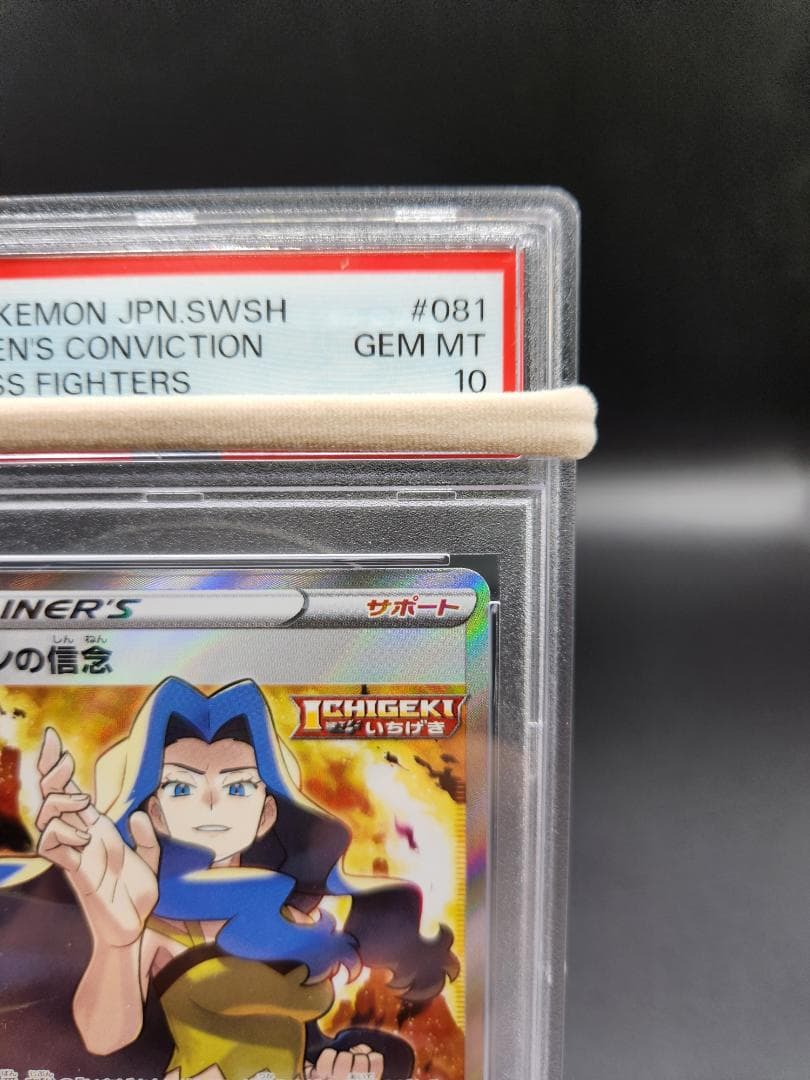 KEMON JPN.SWSH #081
EN'S CONVICTION GEM MT
SS FIGHTERS 10
INER'S サポート
しん ねん
ンの信念
ICHIGEKI
いちげき